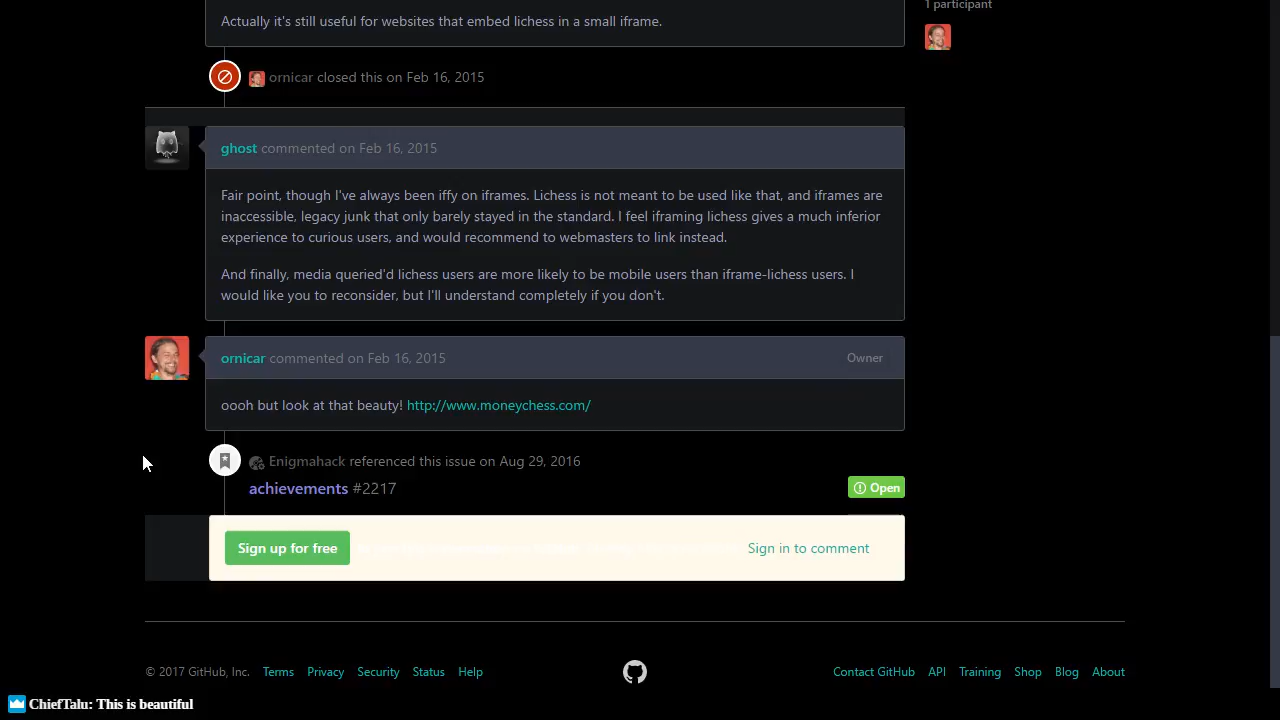 1 participant
Actually it's still useful for websites that embed lichess in a small iframe.
ornicar closed this on Feb 16, 2015
ghost commented on Feb 16, 2015
Fair point, though I've always been iffy on iframes. Lichess is not meant to be used like that, and iframes are
inaccessible, legacy junk that only barely stayed in the standard. I feel iframing lichess gives a much inferior
experience to curious users, and would recommend to webmasters to link instead.
And finally, media queried'd lichess users are more likely to be mobile users than iframe-lichess users. I
would like you to reconsider, but I'll understand completely if you don't.
ornicar commented on Feb 16, 2015 Owner
oooh but look at that beauty! http://www.moneychess.com/
Enigmahack referenced this issue on Aug 29, 2016
achievements #2217 Open
Sign up for free Sign in to comment
© 2017 GitHub, Inc. Terms Privacy Security Status Help Contact GitHub API Training Shop Blog About
ChiefTalu: This is beautiful